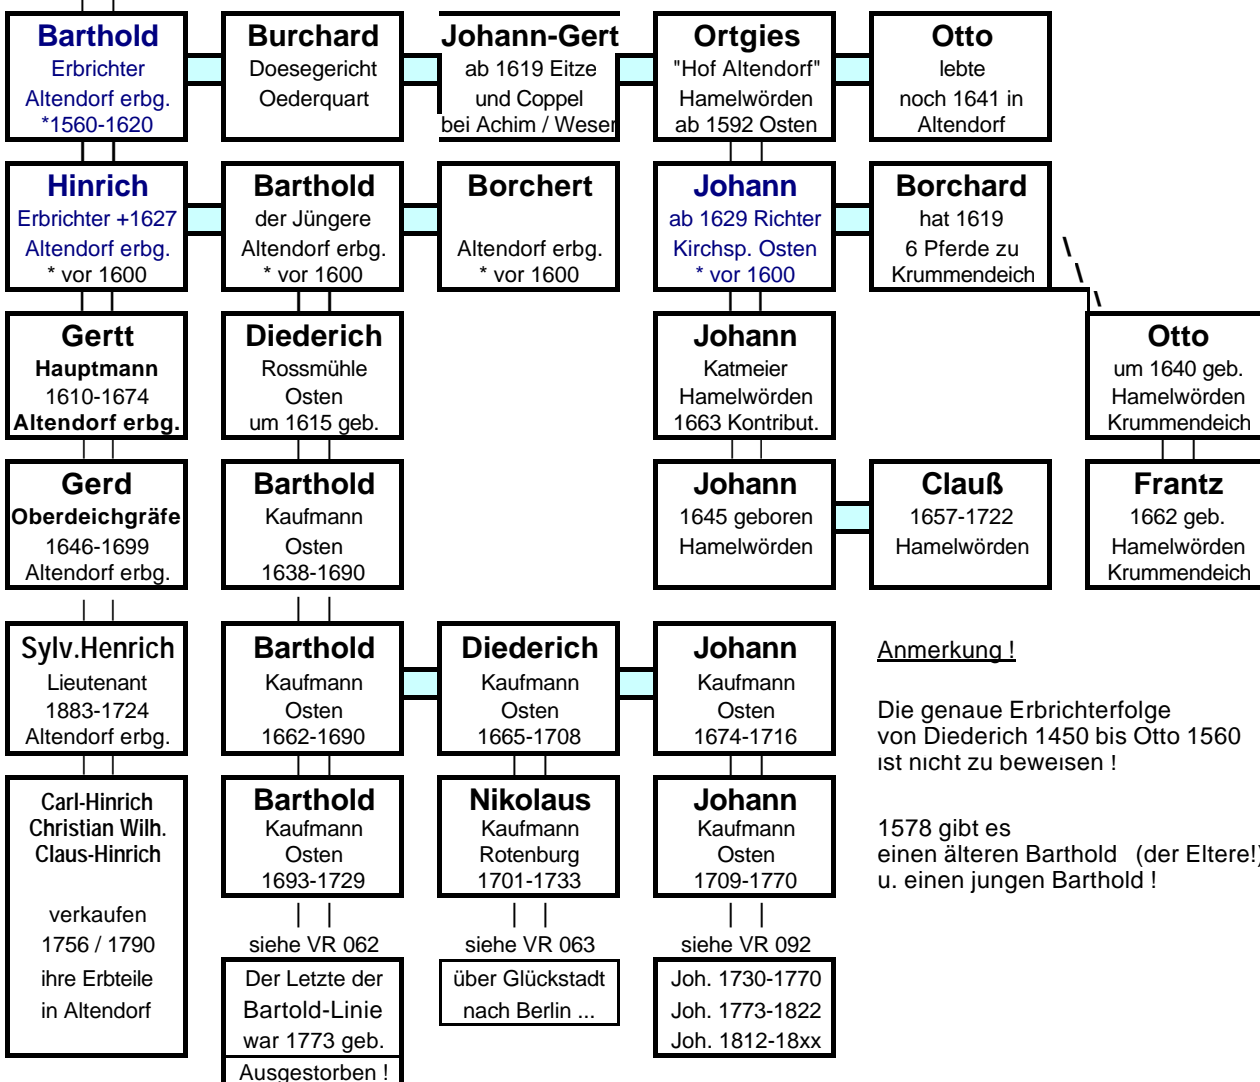 Barthold
Erbrichter
Altendorf erbg.
*1560-1620
Burchard
Doesegericht
Oederquart
Johann-Gert
ab 1619 Eitze
und Coppel
bei Achim / Weser
Ortgies
"Hof Altendorf"
Hamelwörden
ab 1592 Osten
Otto
lebte
noch 1641 in
Altendorf
Hinrich
Erbrichter +1627
Altendorf erbg.
* vor 1600
Barthold
der Jüngere
Altendorf erbg.
* vor 1600
Borchert
Altendorf erbg.
* vor 1600
Johann
ab 1629 Richter
Kirchsp. Osten
* vor 1600
Borchard
hat 1619
6 Pferde zu
Krummendeich
Gertt
Hauptmann
1610-1674
Altendorf erbg.
Diederich
Rossmühle
Osten
um 1615 geb.
Johann
Katmeier
Hamelwörden
1663 Kontribut.
Otto
um 1640 geb.
Hamelwörden
Krummendeich
Gerd
Oberdeichgräfe
1646-1699
Altendorf erbg.
Barthold
Kaufmann
Osten
1638-1690
Johann
1645 geboren
Hamelwörden
Clauß
1657-1722
Hamelwörden
Frantz
1662 geb.
Hamelwörden
Krummendeich
Sylv.Henrich
Lieutenant
1883-1724
Altendorf erbg.
Barthold
Kaufmann
Osten
1662-1690
Diederich
Kaufmann
Osten
1665-1708
Johann
Kaufmann
Osten
1674-1716
Anmerkung !
Die genaue Erbrichterfolge
von Diederich 1450 bis Otto 1560
ist nicht zu beweisen !
1578 gibt es
einen älteren Barthold (der Eltere!)
u. einen jungen Barthold !
Carl-Hinrich
Christian Wilh.
Claus-Hinrich
verkaufen
1756 / 1790
ihre Erbteile
in Altendorf
Barthold
Kaufmann
Osten
1693-1729
Nikolaus
Kaufmann
Rotenburg
1701-1733
Johann
Kaufmann
Osten
1709-1770
siehe VR 062
Der Letzte der
Bartold-Linie
war 1773 geb.
Ausgestorben !
siehe VR 063
über Glückstadt
nach Berlin ...
siehe VR 092
Joh. 1730-1770
Joh. 1773-1822
Joh. 1812-18xx